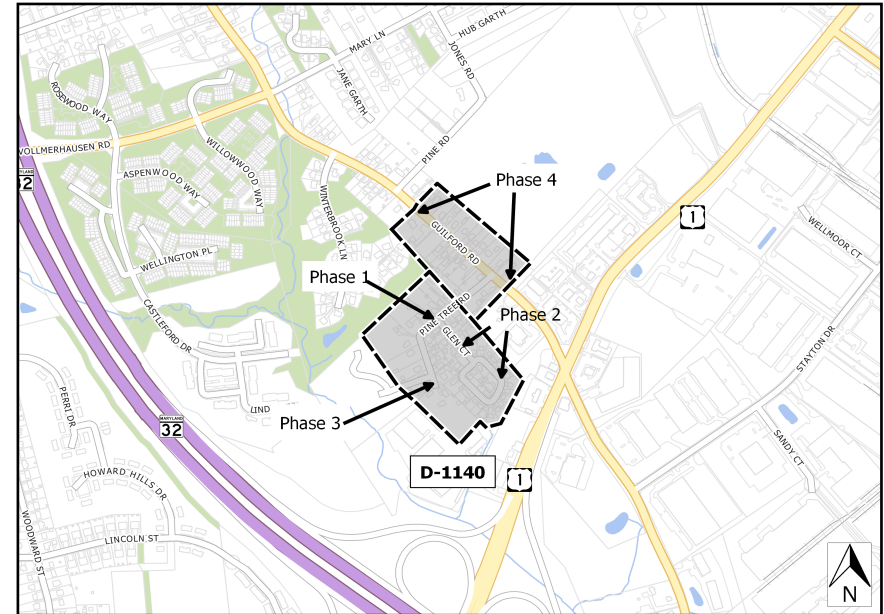 HUB GARTH
MARY LN
JONES RD
JANE GARTH
ROSEWOOD WAY
VOLLMERHAUSEN RD
WILLOWWOOD WAY
PINE RD
ASPENWOOD WAY
MARYLAND
32
Phase 4
WINTERBROOK LN
1
WELLMOOR CT
GUILFORD RD
WELLINGTON PL
Phase 1
PINE TREE RD
Phase 2
CASTLEFORD DR
GLEN CT
STAYTON DR
PERRI DR
LIND
Phase 3
MARYLAND
32
SANDY CT
D-1140
1
HOWARD HILLS DR
WOODWARD ST
LINCOLN ST
N